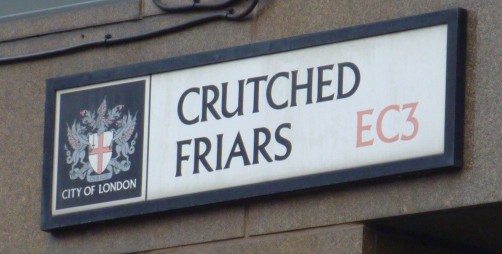 CRUTCHED
FRIARS
EC3
CITY OF LONDON